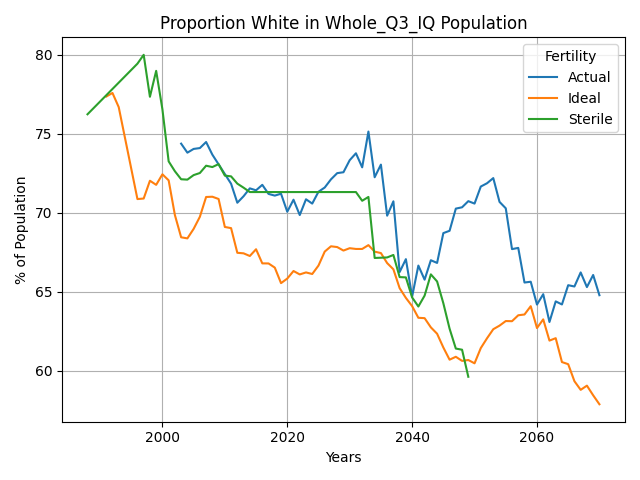 Proportion White in Whole_Q3_IQ Population
% of Population
80
75
70
65
60
2000
2020
2040
2060
Years
Fertility
Actual
Ideal
Sterile